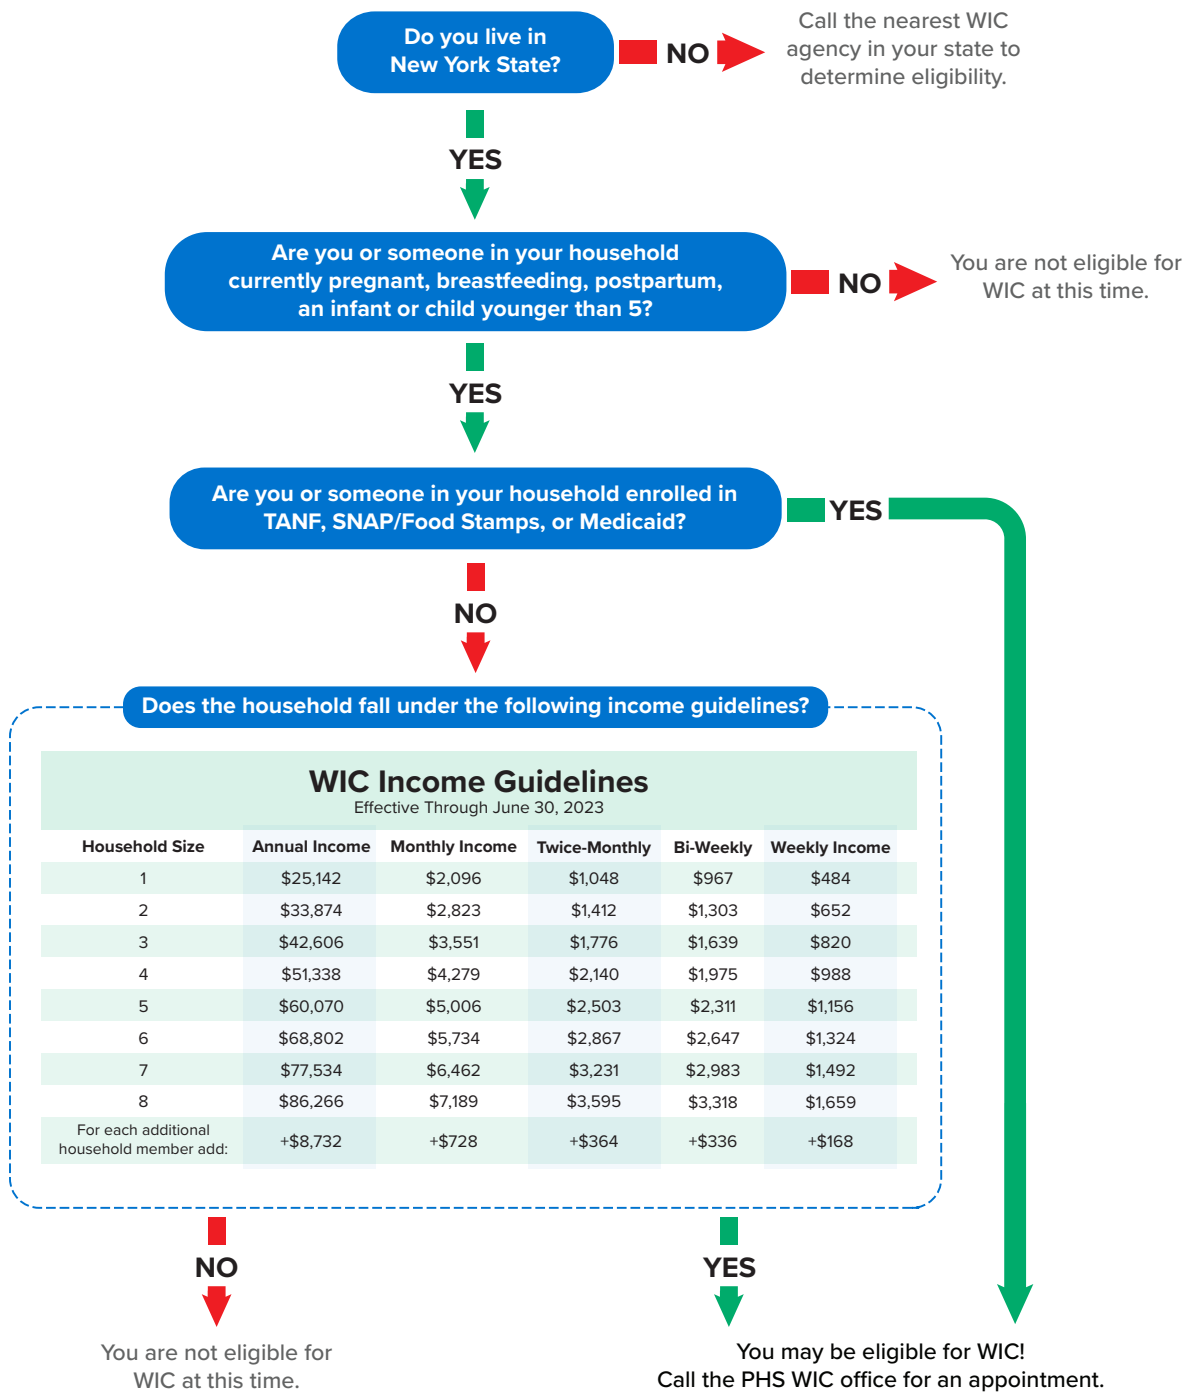 Do you live in
New York State?
NO
Call the nearest WIC
agency in your state to
determine eligibility.
YES
Are you or someone in your household
currently pregnant, breastfeeding, postpartum,
an infant or child younger than 5?
NO
You are not eligible for
WIC at this time.
YES
Are you or someone in your household enrolled in
TANF, SNAP/Food Stamps, or Medicaid?
YES
NO
Does the household fall under the following income guidelines?
WIC Income Guidelines
Effective Through June 30, 2023
Household Size Annual Income Monthly Income Twice-Monthly Bi-Weekly Weekly Income
1 $25,142 $2,096 $1,048 $967 $484
2 $33,874 $2,823 $1,412 $1,303 $652
3 $42,606 $3,551 $1,776 $1,639 $820
4 $51,338 $4,279 $2,140 $1,975 $988
5 $60,070 $5,006 $2,503 $2,311 $1,156
6 $68,802 $5,734 $2,867 $2,647 $1,324
7 $77,534 $6,462 $3,231 $2,983 $1,492
8 $86,266 $7,189 $3,595 $3,318 $1,659
For each additional
household member add: +$8,732 +$728 +$364 +$336 +$168
NO
YES
You are not eligible for
WIC at this time.
You may be eligible for WIC!
Call the PHS WIC office for an appointment.